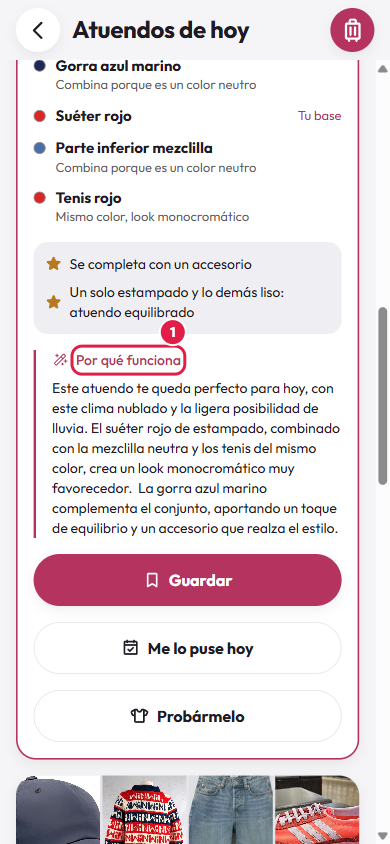 Atuendos de hoy
Gorra azul marino
Combina porque es un color neutro
Suéter rojo
Tu base
Parte inferior mezclilla
Combina porque es un color neutro
Tenis rojo
Mismo color, look monocromático
Se completa con un accesorio
Un solo estampado y lo demás liso:
atuendo equilibrado
1
Por qué funciona
Este atuendo te queda perfecto para hoy, con
este clima nublado y la ligera posibilidad de
lluvia. El suéter rojo de estampado, combinado
con la mezclilla neutra y los tenis del mismo
color, crea un look monocromático muy
favorecedor.  La gorra azul marino
complementa el conjunto, aportando un toque
de equilibrio y un accesorio que realza el estilo.
Guardar
Me lo puse hoy
Probármelo